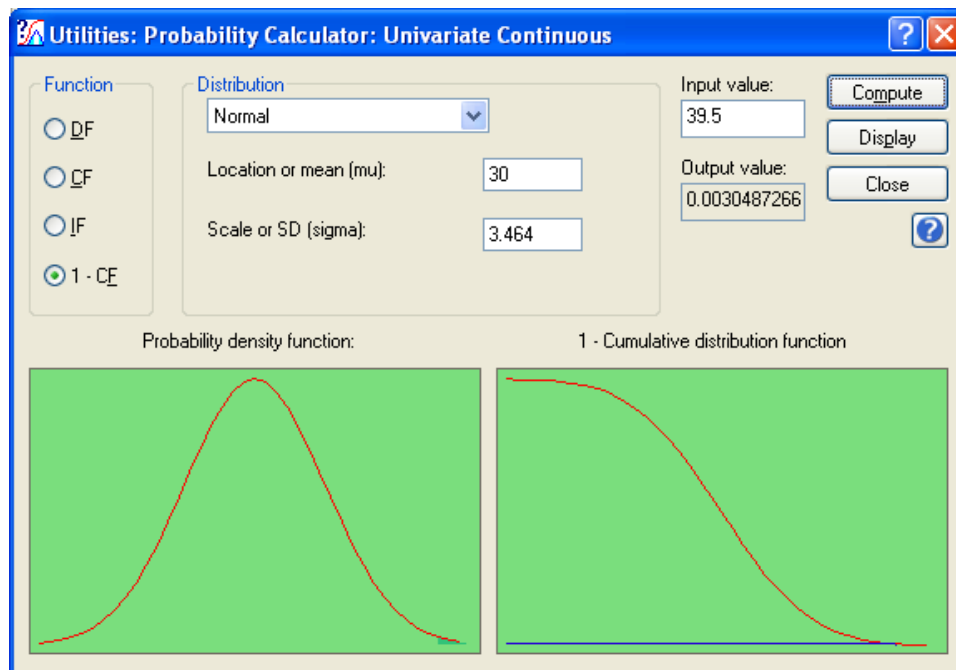 Utilities: Probability Calculator: Univariate Continuous
Function
DF
CF
IF
1 - CF
Distribution
Normal
Location or mean (mu):
30
Scale or SD (sigma):
3.464
Input value:
39.5
Output value:
0.0030487266
Compute
Display
Close
?
Probability density function:
1 - Cumulative distribution function